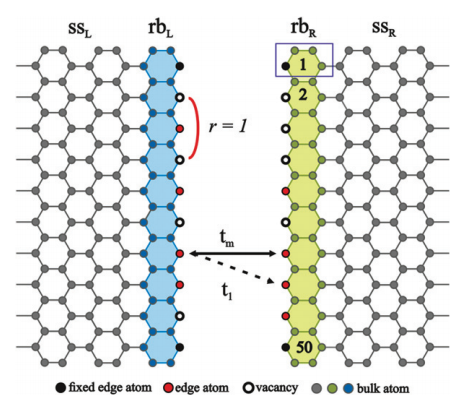 ss_L rb_L rb_R ss_R
1
2
r = 1
t_m
t_1
50
fixed edge atom edge atom vacancy bulk atom